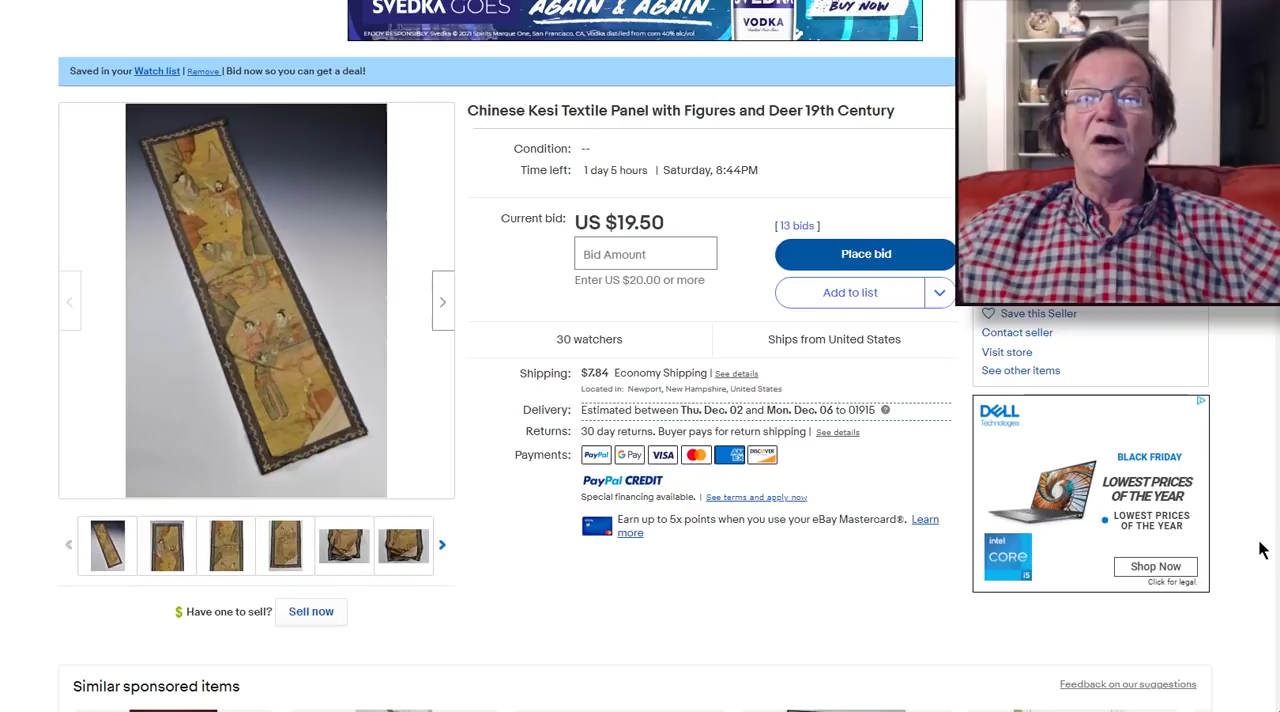 SVEDKA GOES AGAIN & AGAIN VODKA BUY NOW
ENJOY RESPONSIBLY. Svedka © 2021 Spirits Marque One, San Francisco, CA, Vodka distilled from corn 40% alc/vol
Saved in your Watch list | Remove | Bid now so you can get a deal!
Chinese Kesi Textile Panel with Figures and Deer 19th Century
Condition: --
Time left: 1 day 5 hours | Saturday, 8:44PM
Current bid: US $19.50 [ 13 bids ]
Bid Amount Place bid
Enter US $20.00 or more
Add to list
30 watchers Ships from United States
Shipping: $7.84 Economy Shipping | See details
Located in: Newport, New Hampshire, United States
Delivery: Estimated between Thu. Dec. 02 and Mon. Dec. 06 to 01915
Returns: 30 day returns. Buyer pays for return shipping | See details
Payments: PayPal G Pay VISA MasterCard DISCOVER
PayPal CREDIT
Special financing available. | See terms and apply now
Earn up to 5x points when you use your eBay Mastercard®. Learn
more
Save this Seller
Contact seller
Visit store
See other items
DELL
Technologies
BLACK FRIDAY
LOWEST PRICES
OF THE YEAR
LOWEST PRICES
OF THE YEAR
intel
CORE
i5
Shop Now
Click for legal.
$ Have one to sell? Sell now
Similar sponsored items
Feedback on our suggestions